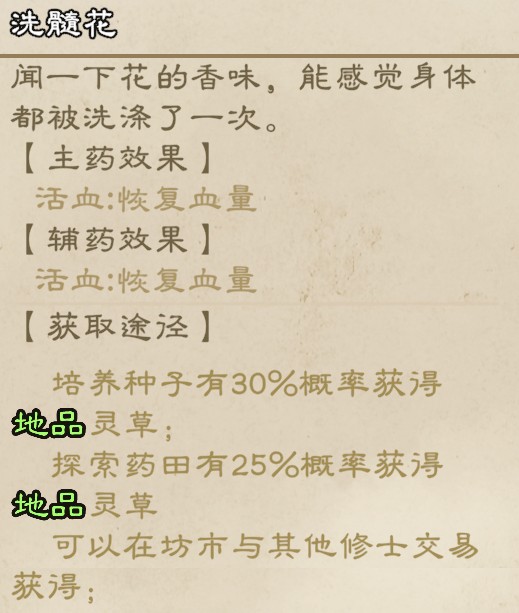 洗髓花
闻一下花的香味，能感觉身体
都被洗涤了一次。
【主药效果】
活血:恢复血量
【辅药效果】
活血:恢复血量
【获取途径】
培养种子有30%概率获得
地品灵草；
探索药田有25%概率获得
地品灵草
可以在坊市与其他修士交易
获得；